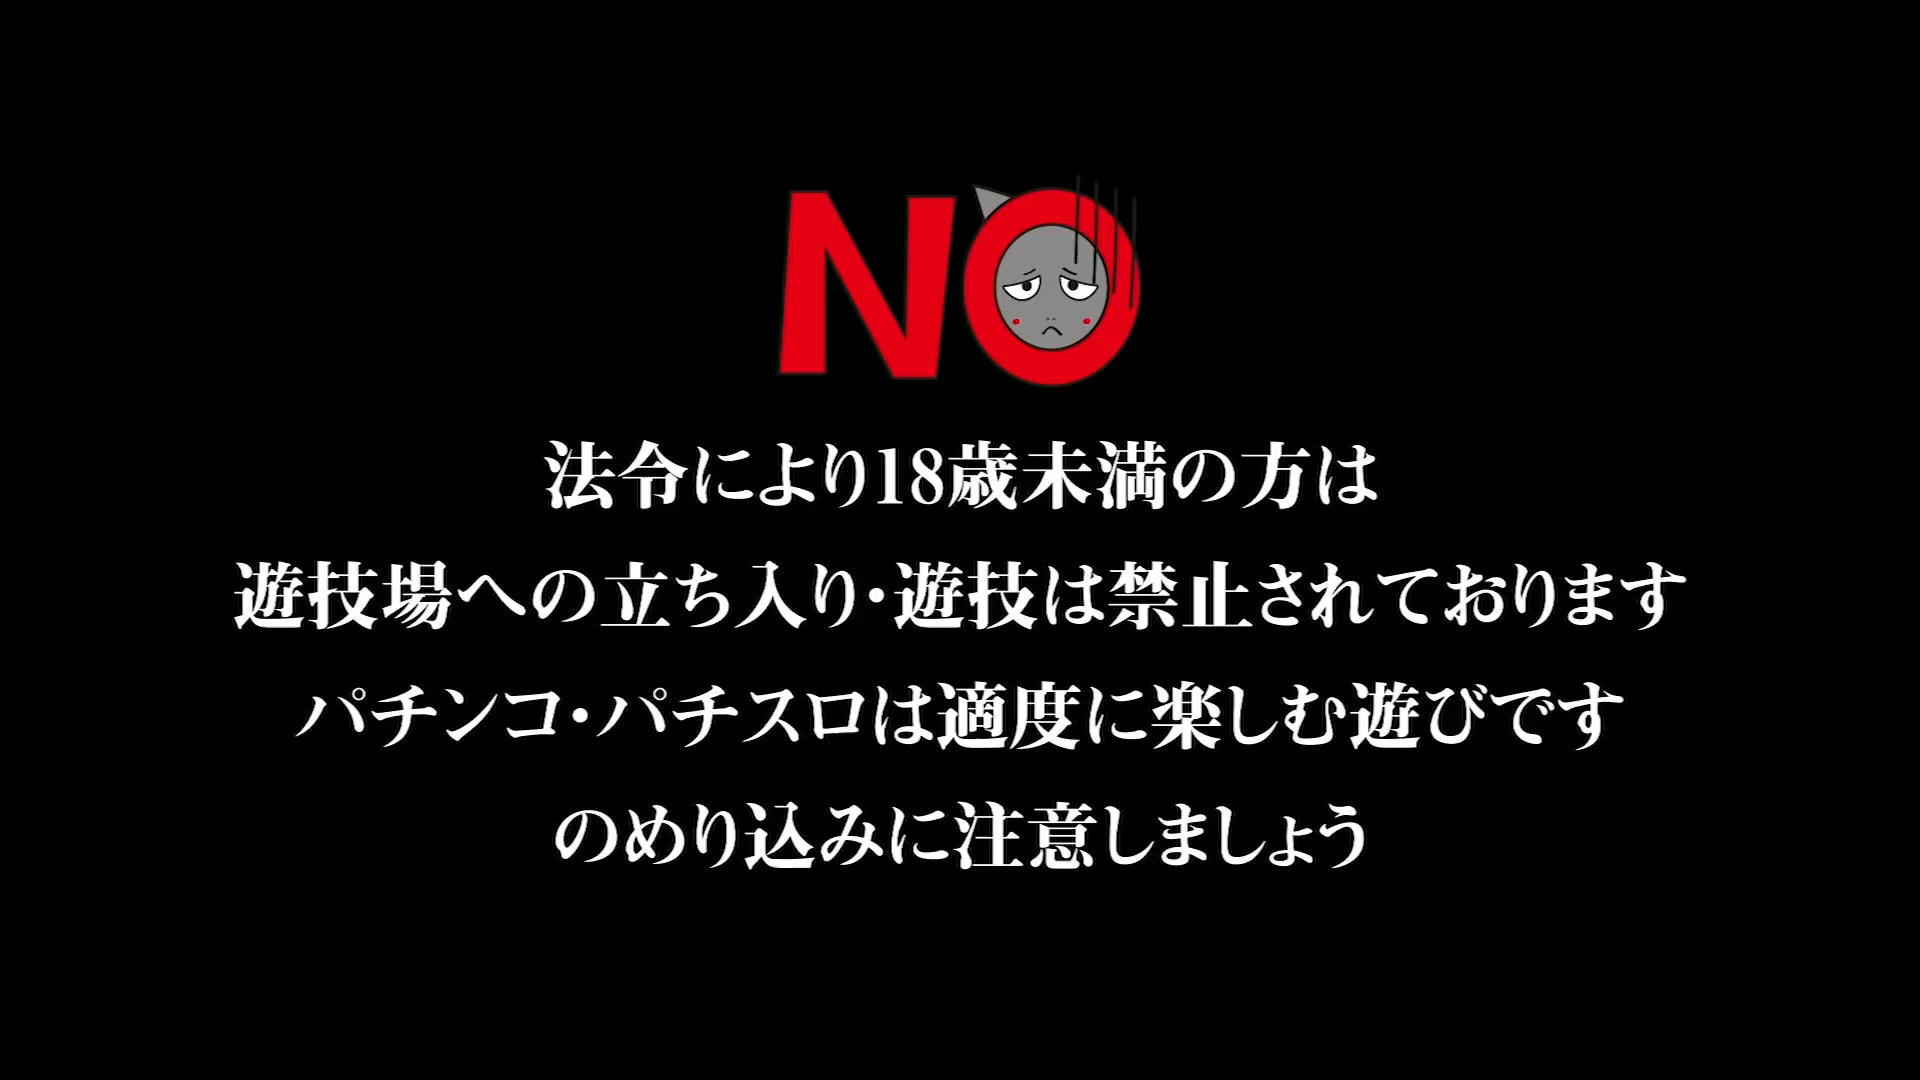 NO
法令により18歳未満の方は
遊技場への立ち入り・遊技は禁止されております
パチンコ・パチスロは適度に楽しむ遊びです
のめり込みに注意しましょう